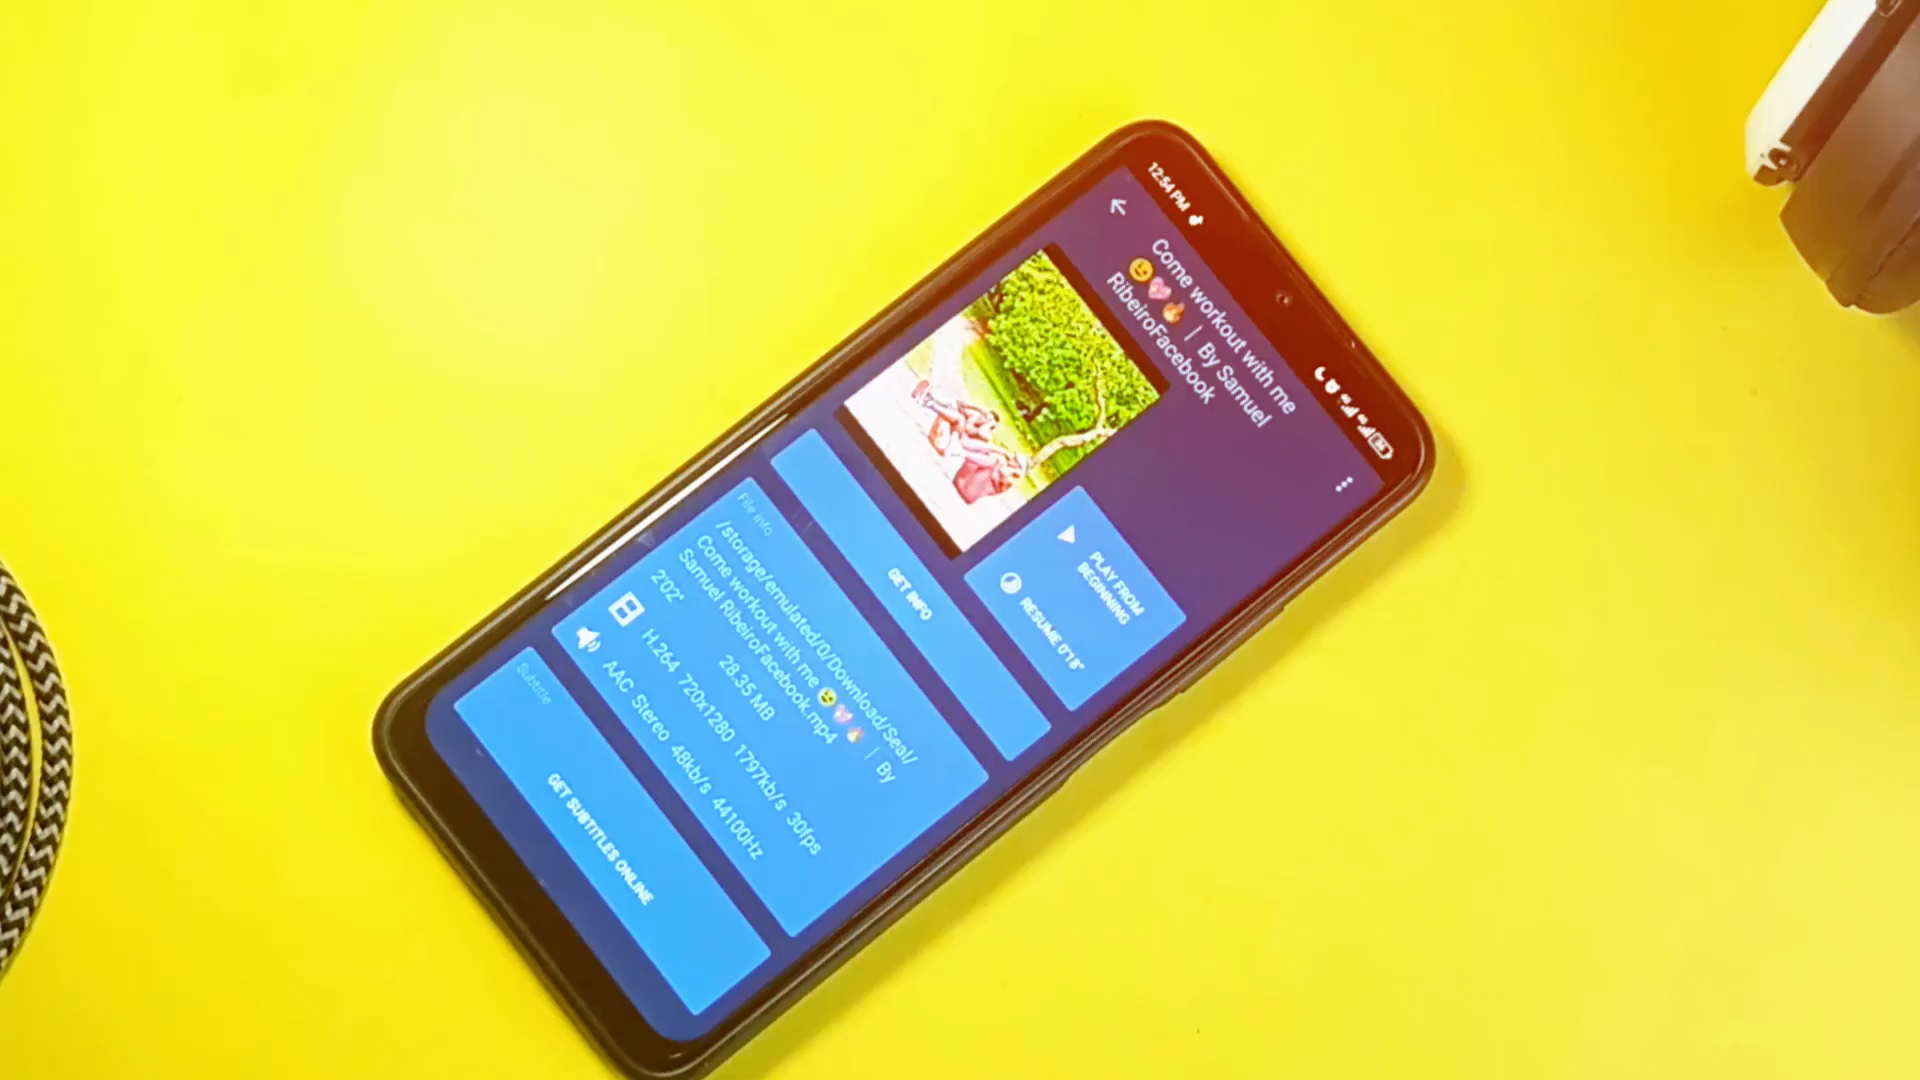 12:54 PM
Come workout with me
😉💖🔥 | By Samuel
RibeiroFacebook
PLAY FROM
BEGINNING
RESUME 0'18"
GET INFO
File info
/storage/emulated/0/Download/Seal/
Come workout with me 😉💖🔥 | By
Samuel RibeiroFacebook.mp4
2'02" 28.35 MB
H.264 720x1280 1797kb/s 30fps
AAC Stereo 48kb/s 44100Hz
Subtitle
GET SUBTITLES ONLINE